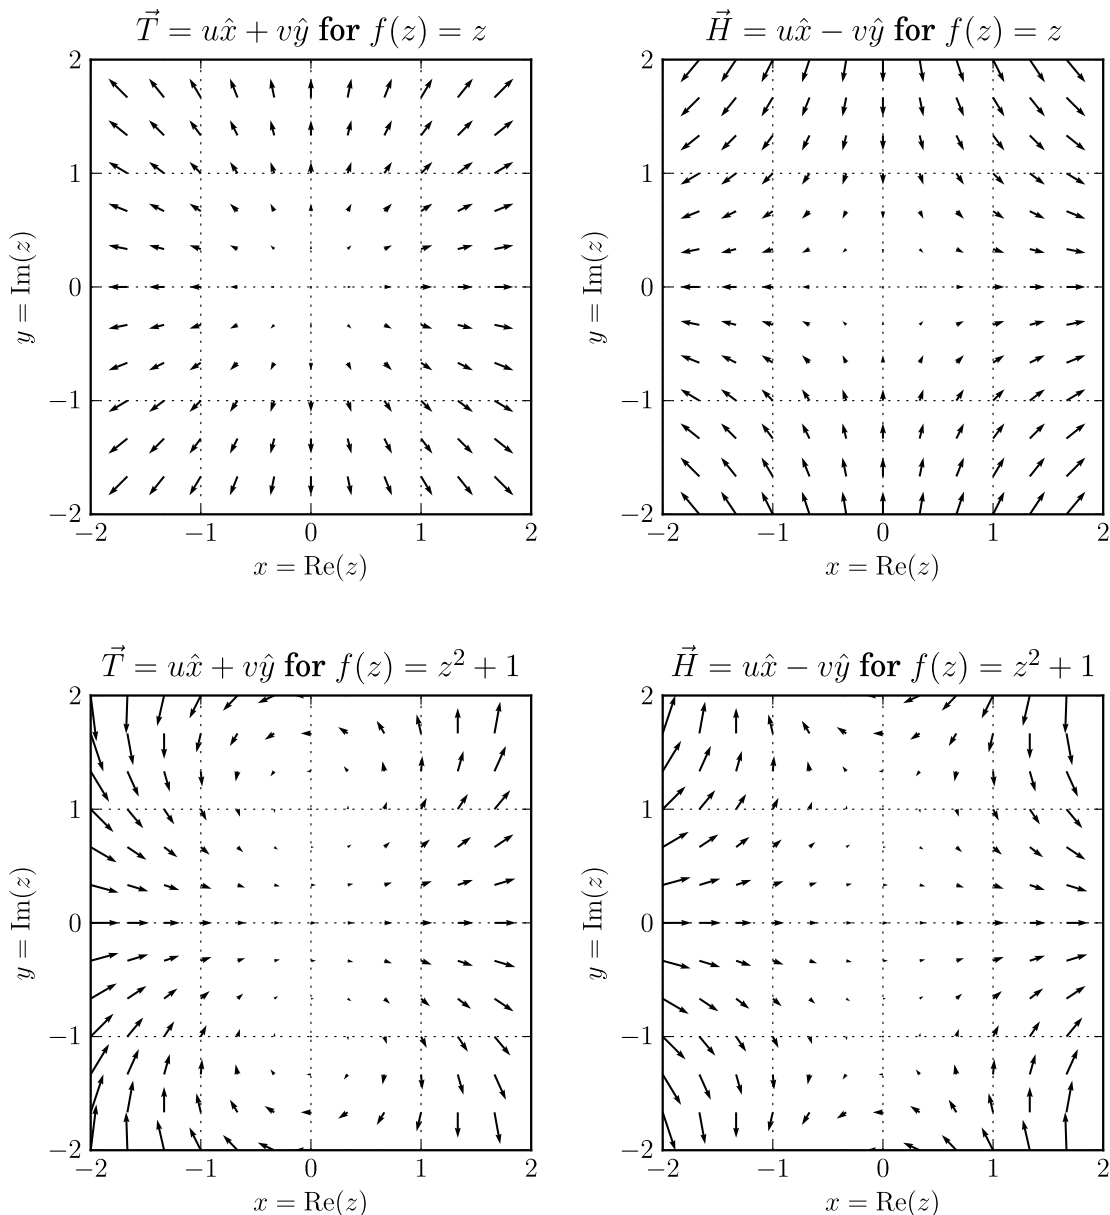 T⃗ = ux̂ + vŷ for f(z) = z
2
1
0
−1
−2
−2 −1 0 1 2
y = Im(z)
x = Re(z)
H⃗ = ux̂ − vŷ for f(z) = z
2
1
0
−1
−2
−2 −1 0 1 2
y = Im(z)
x = Re(z)
T⃗ = ux̂ + vŷ for f(z) = z² + 1
2
1
0
−1
−2
−2 −1 0 1 2
y = Im(z)
x = Re(z)
H⃗ = ux̂ − vŷ for f(z) = z² + 1
2
1
0
−1
−2
−2 −1 0 1 2
y = Im(z)
x = Re(z)